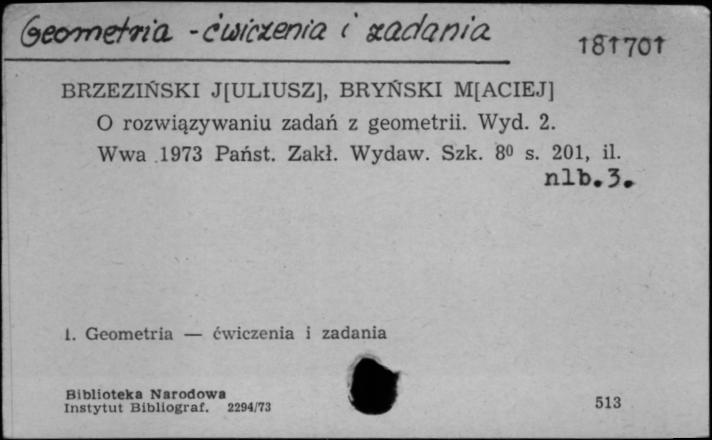 Geometria - ćwiczenia i zadania
181701
BRZEZIŃSKI J[ULIUSZ], BRYŃSKI M[ACIEJ]
O rozwiązywaniu zadań z geometrii. Wyd. 2.
Wwa 1973 Państ. Zakł. Wydaw. Szk. 8⁰ s. 201, il.
nlb.3.
1. Geometria — ćwiczenia i zadania
Biblioteka Narodowa
Instytut Bibliograf. 2294/73
513